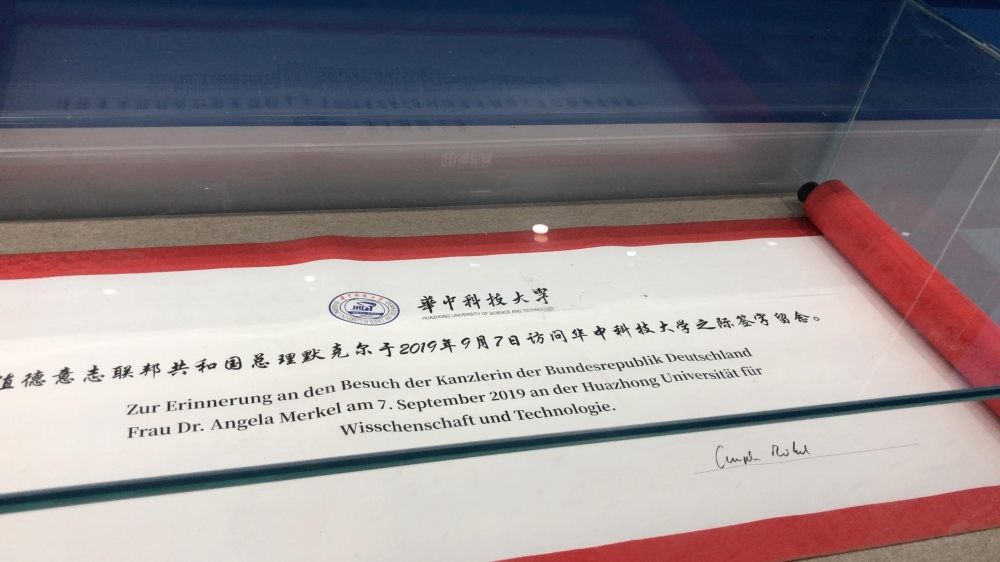 華中科技大学
HUAZHONG UNIVERSITY OF SCIENCE AND TECHNOLOGY
值德意志联邦共和国总理默克尔于2019年9月7日访问华中科技大学之际签字留念。
Zur Erinnerung an den Besuch der Kanzlerin der Bundesrepublik Deutschland
Frau Dr. Angela Merkel am 7. September 2019 an der Huazhong Universität für
Wisschenschaft und Technologie.